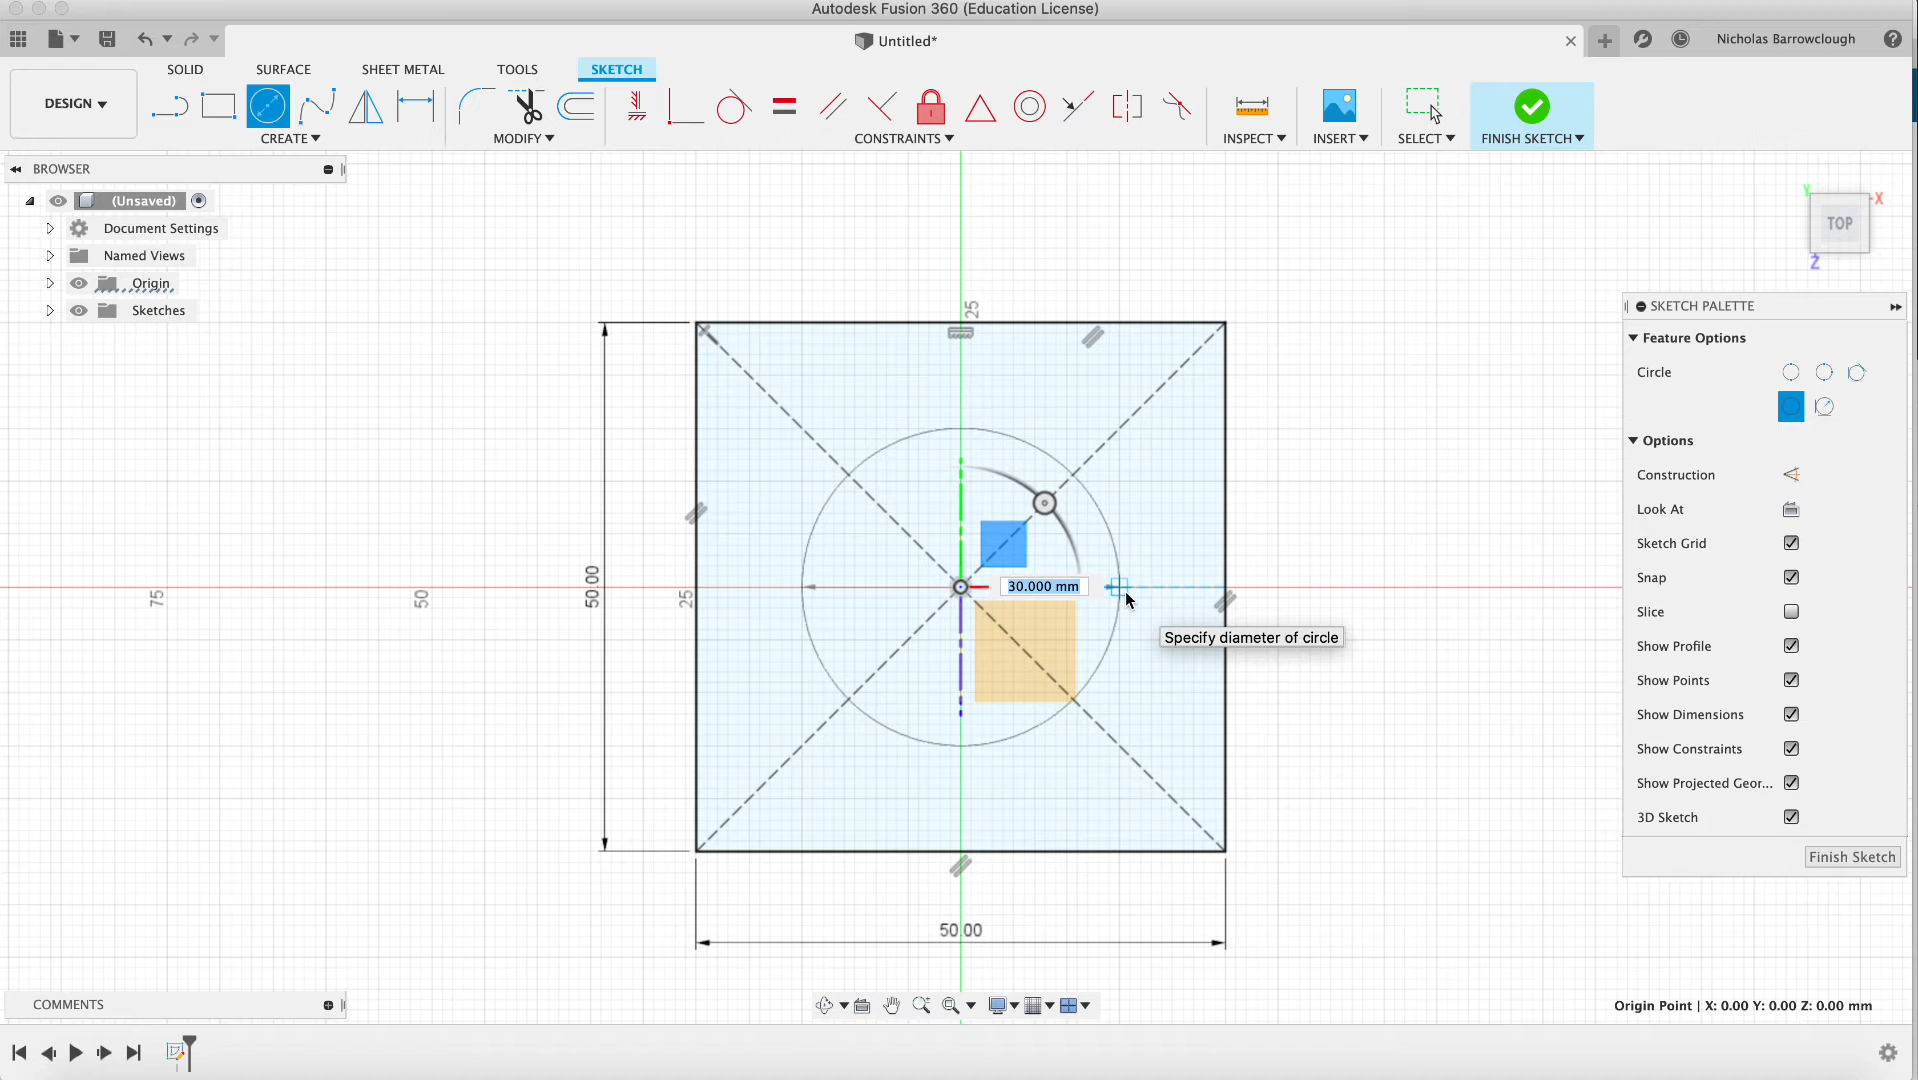 Autodesk Fusion 360 (Education License)
Untitled*
Nicholas Barrowclough
DESIGN
SOLID
SURFACE
SHEET METAL
TOOLS
SKETCH
CREATE
MODIFY
CONSTRAINTS
INSPECT
INSERT
SELECT
FINISH SKETCH
BROWSER
(Unsaved)
Document Settings
Named Views
Origin
Sketches
Y
X
TOP
Z
25
50.00
75
50
25
30.000 mm
Specify diameter of circle
50.00
SKETCH PALETTE
Feature Options
Circle
Options
Construction
Look At
Sketch Grid
Snap
Slice
Show Profile
Show Points
Show Dimensions
Show Constraints
Show Projected Geor...
3D Sketch
Finish Sketch
COMMENTS
Origin Point | X: 0.00 Y: 0.00 Z: 0.00 mm